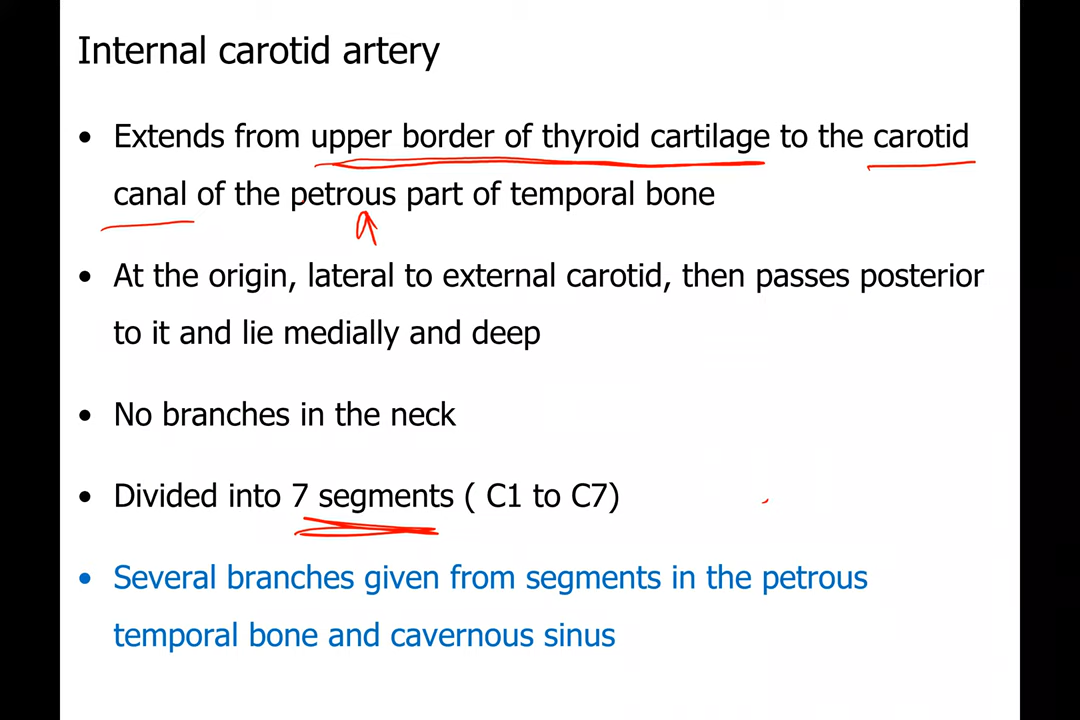 Internal carotid artery
• Extends from upper border of thyroid cartilage to the carotid
canal of the petrous part of temporal bone
• At the origin, lateral to external carotid, then passes posterior
to it and lie medially and deep
• No branches in the neck
• Divided into 7 segments ( C1 to C7)
• Several branches given from segments in the petrous
temporal bone and cavernous sinus